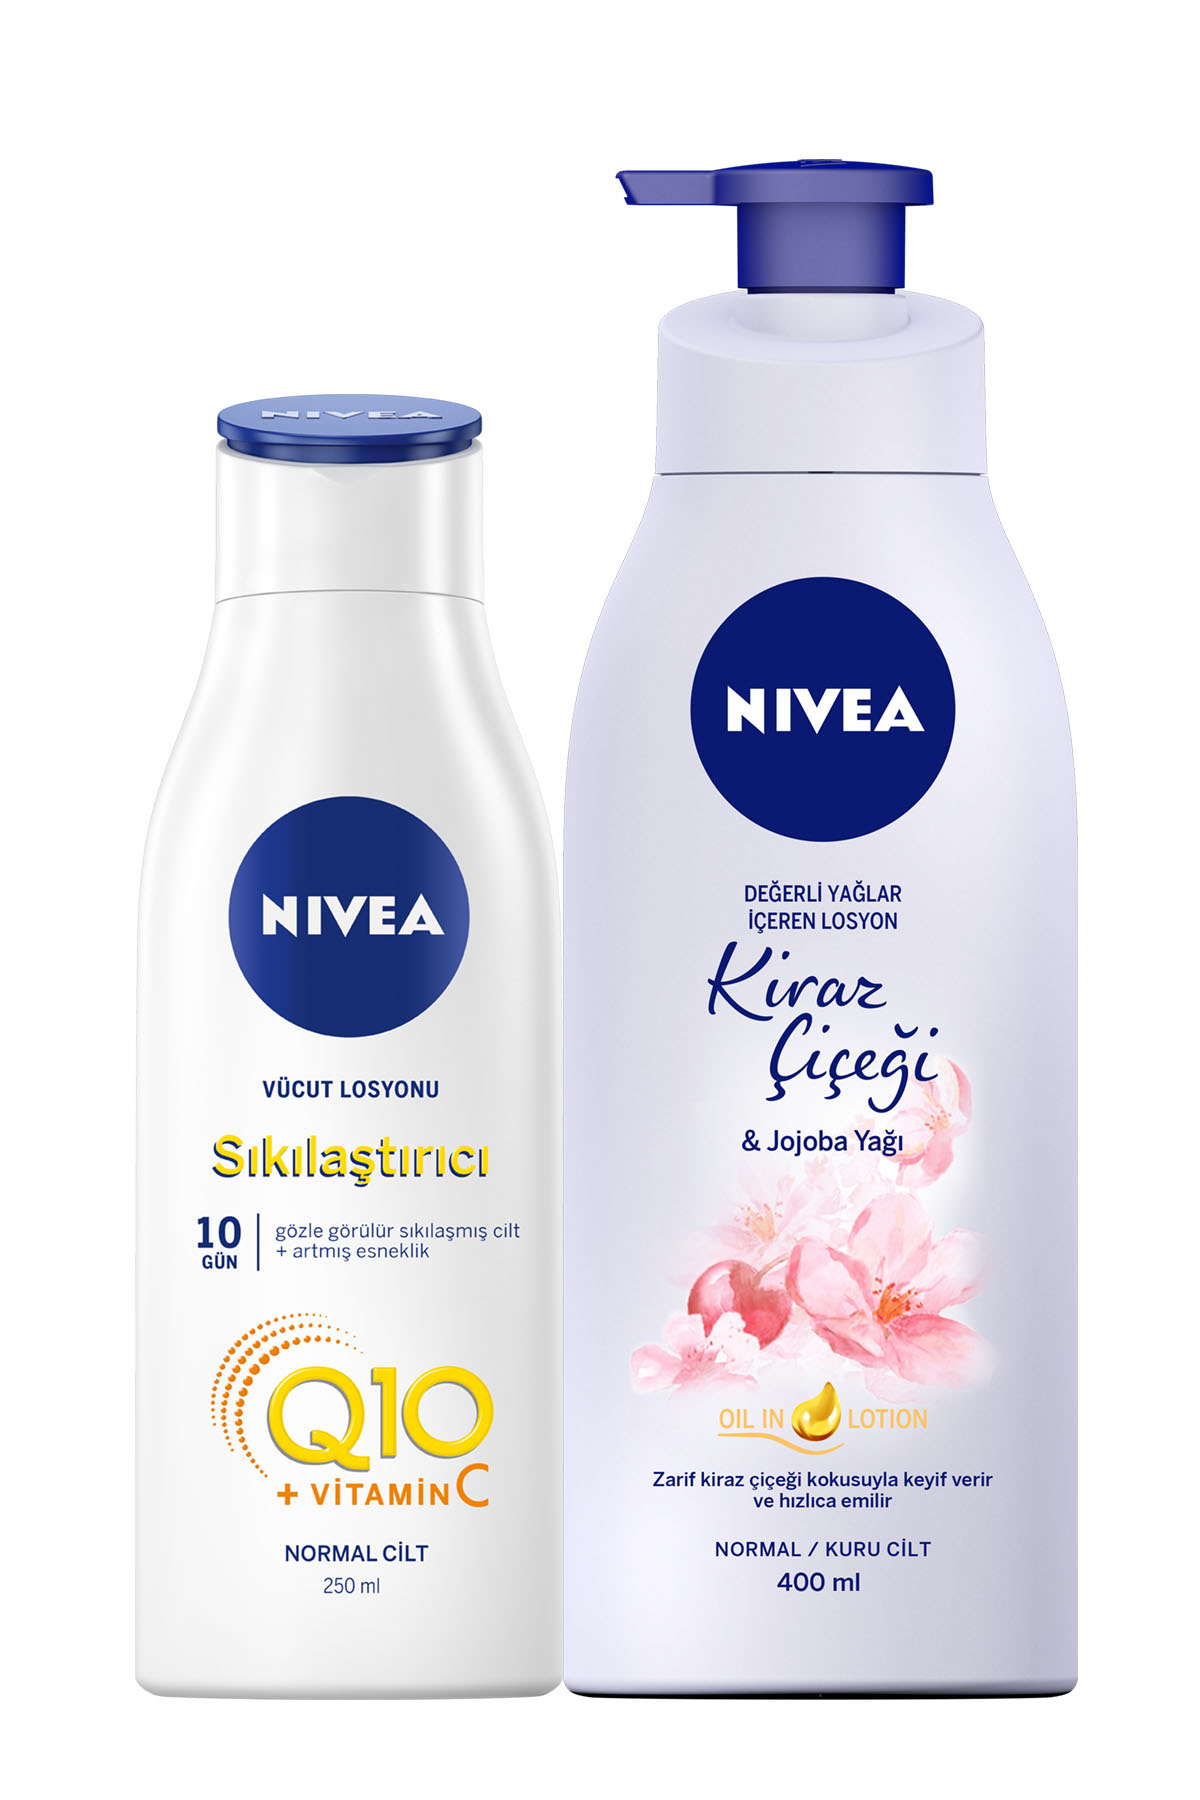 NIVEA
NIVEA
VÜCUT LOSYONU
Sıkılaştırıcı
10
GÜN
gözle görülür sıkılaşmış cilt
+ artmış esneklik
Q10
+ VİTAMİN C
NORMAL CİLT
250 ml
NIVEA
DEĞERLİ YAĞLAR
İÇEREN LOSYON
Kiraz
Çiçeği
& Jojoba Yağı
OIL IN LOTION
Zarif kiraz çiçeği kokusuyla keyif verir
ve hızlıca emilir
NORMAL / KURU CİLT
400 ml